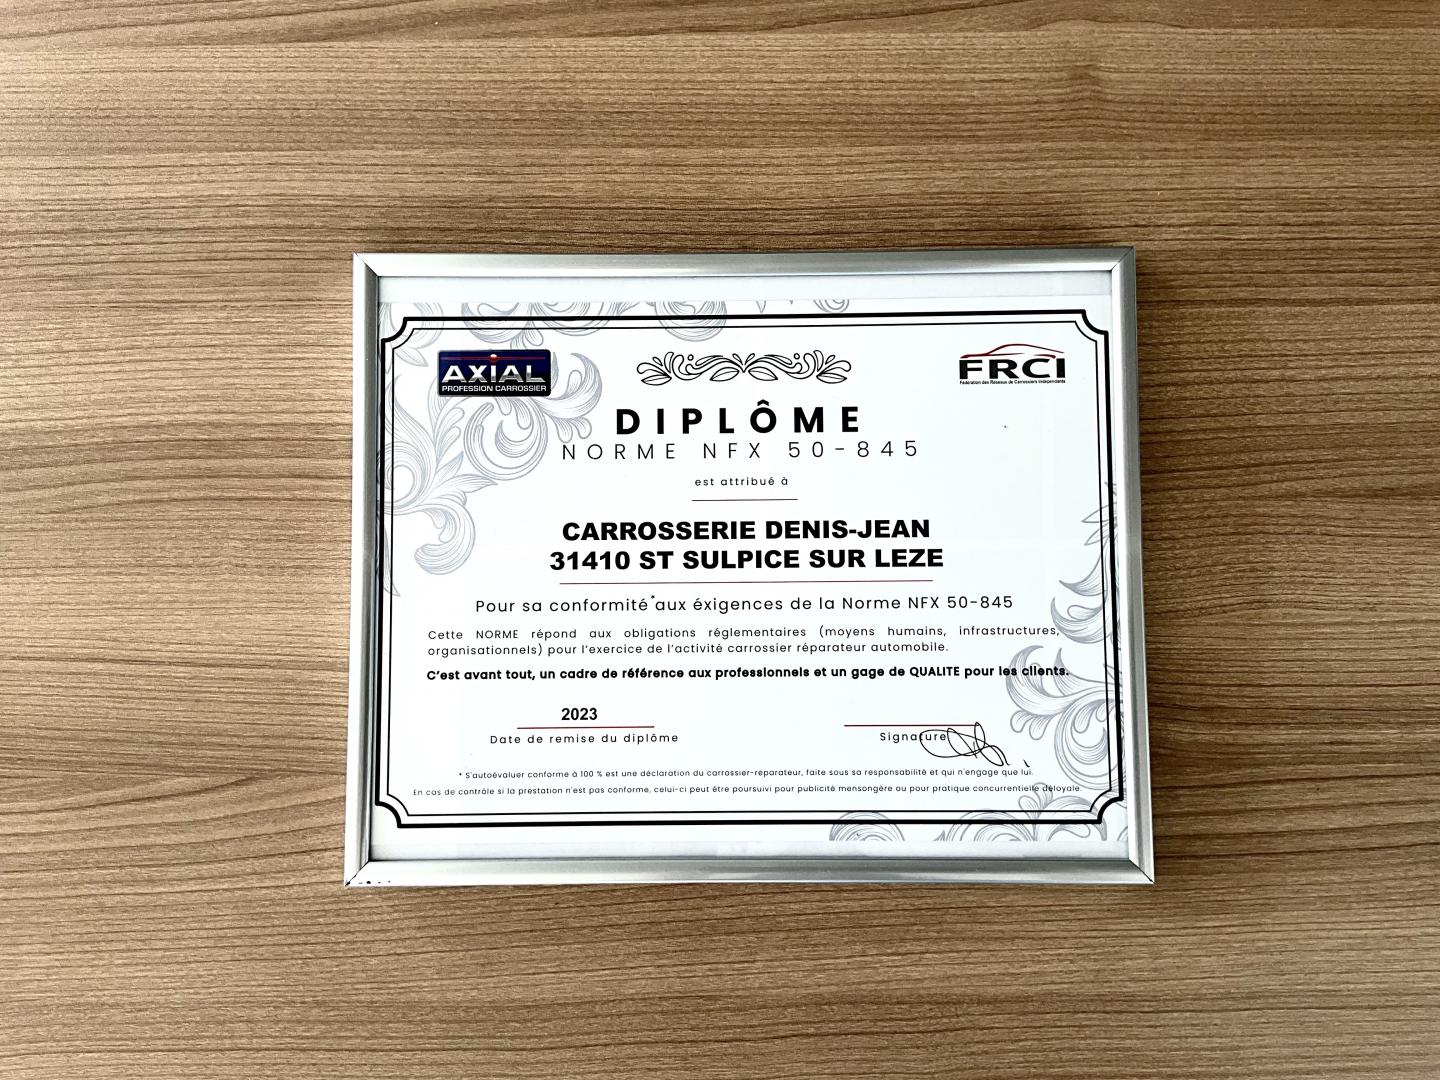 AXIAL
PROFESSION CARROSSIER
FRCI
Fédération des Réseaux de Carrossiers Indépendants
DIPLÔME
NORME NFX 50-845
est attribué à
CARROSSERIE DENIS-JEAN
31410 ST SULPICE SUR LEZE
Pour sa conformité*aux éxigences de la Norme NFX 50-845
Cette NORME répond aux obligations réglementaires (moyens humains, infrastructures,
organisationnels) pour l'exercice de l'activité carrossier réparateur automobile.
C'est avant tout, un cadre de référence aux professionnels et un gage de QUALITE pour les clients.
2023
Date de remise du diplôme
Signature
* S'autoévaluer conforme à 100 % est une déclaration du carrossier-réparateur, faite sous sa responsabilité et qui n'engage que lui.
En cas de contrôle si la prestation n'est pas conforme, celui-ci peut être poursuivi pour publicité mensongère ou pour pratique concurrentielle déloyale.